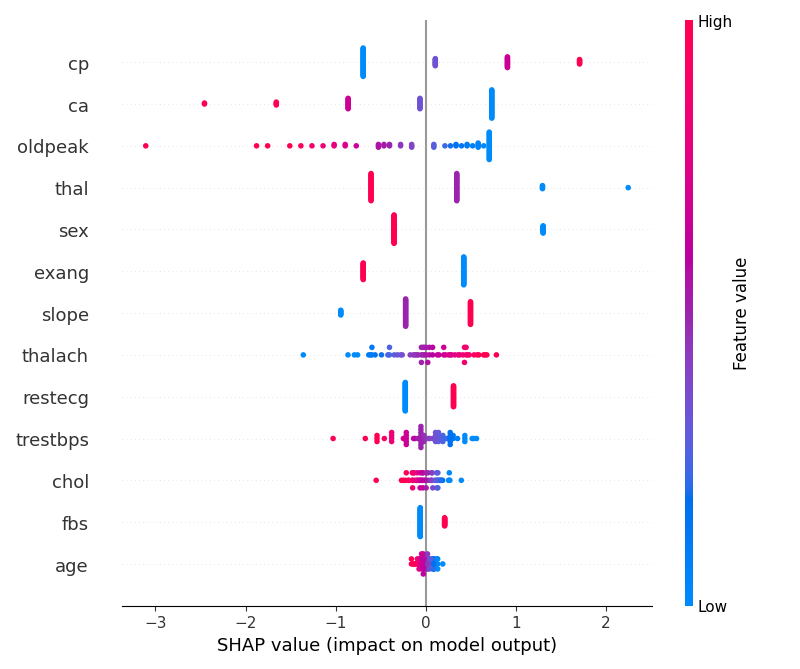 High
cp
ca
oldpeak
thal
sex
exang
slope
thalach
restecg
trestbps
chol
fbs
age
Feature value
Low
−3 −2 −1 0 1 2
SHAP value (impact on model output)